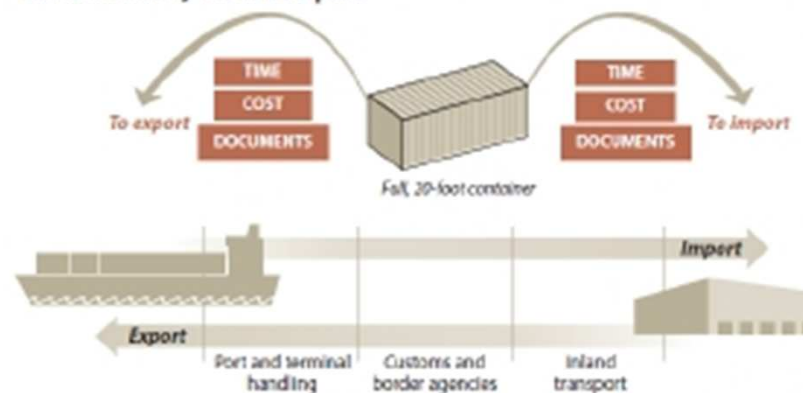 TIME
TIME
COST
COST
To export
To import
DOCUMENTS
DOCUMENTS
Full, 20-foot container
Import
Export
Port and terminal
handling
Customs and
border agencies
Inland
transport